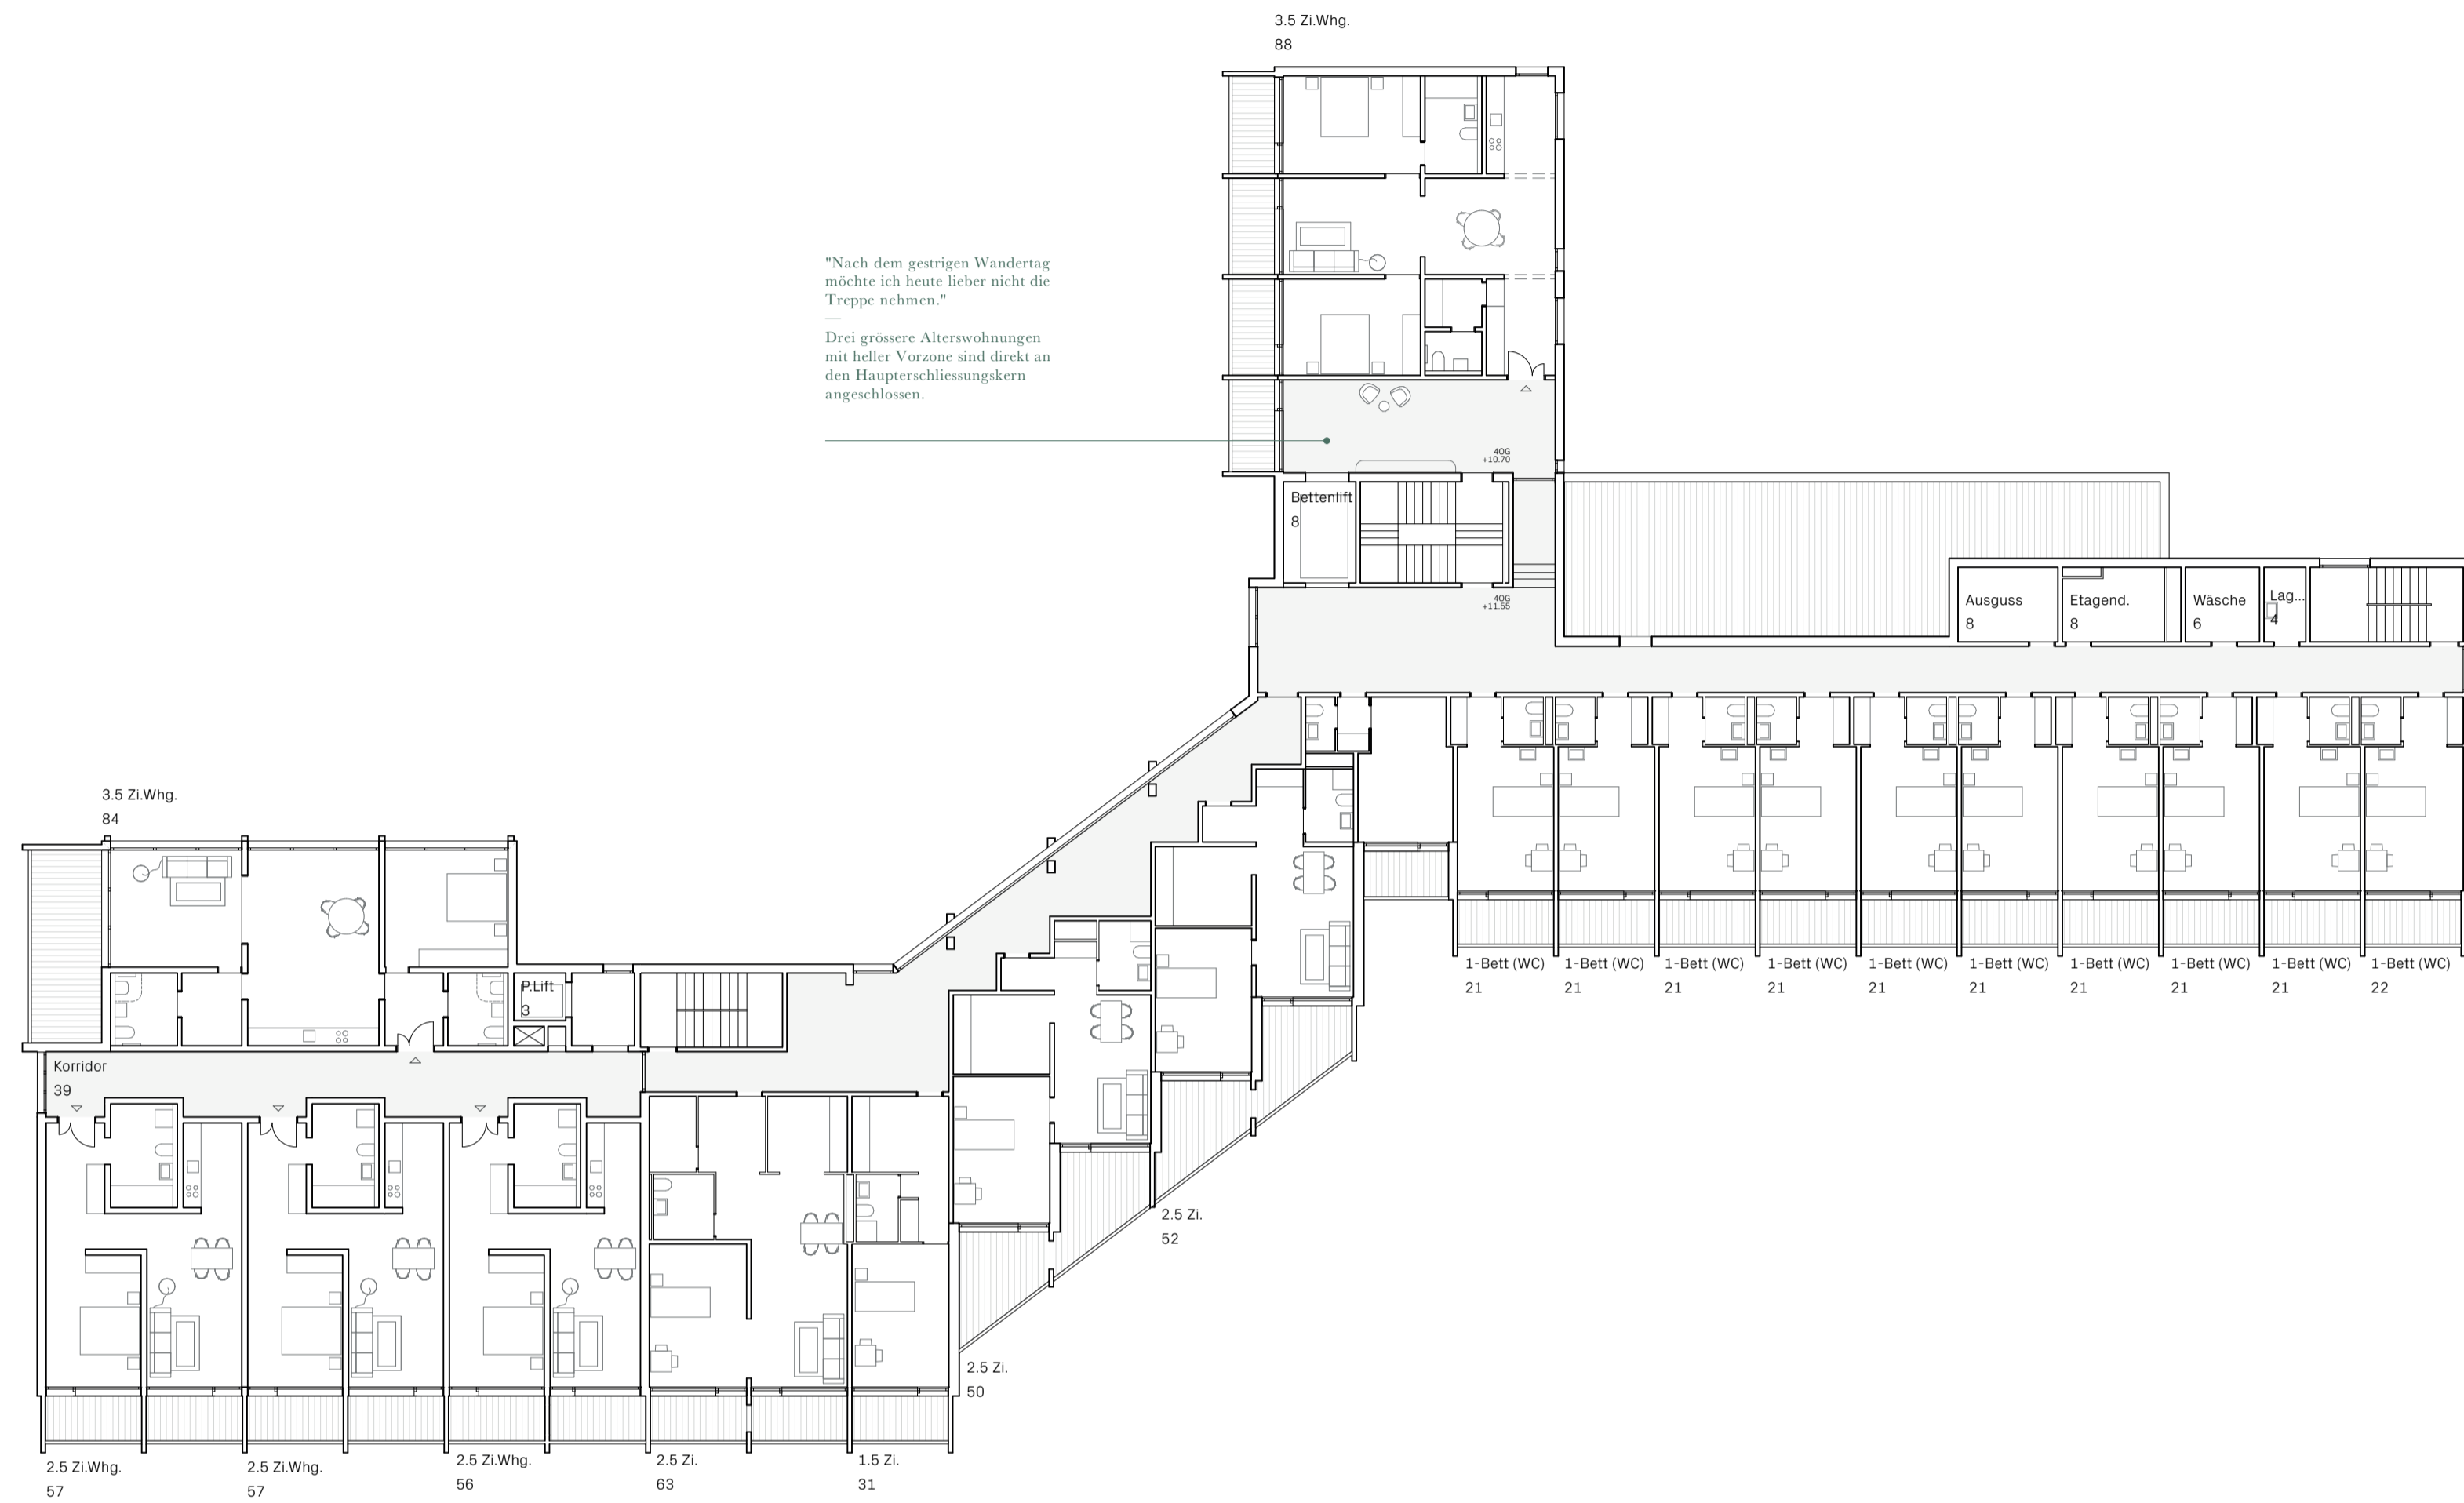 3.5 Zi.Whg.
88
"Nach dem gestrigen Wandertag
möchte ich heute lieber nicht die
Treppe nehmen."
Drei grössere Alterswohnungen
mit heller Vorzone sind direkt an
den Haupterschliessungskern
angeschlossen.
4OG
+10.70
Bettenlift
8
4OG
+11.55
Ausguss
8
Etagend.
8
Wäsche
6
Lag...
4
3.5 Zi.Whg.
84
P.Lift
3
Korridor
39
1-Bett (WC)
21
1-Bett (WC)
21
1-Bett (WC)
21
1-Bett (WC)
21
1-Bett (WC)
21
1-Bett (WC)
21
1-Bett (WC)
21
1-Bett (WC)
21
1-Bett (WC)
21
1-Bett (WC)
22
2.5 Zi.
52
2.5 Zi.
50
2.5 Zi.Whg.
57
2.5 Zi.Whg.
57
2.5 Zi.Whg.
56
2.5 Zi.
63
1.5 Zi.
31